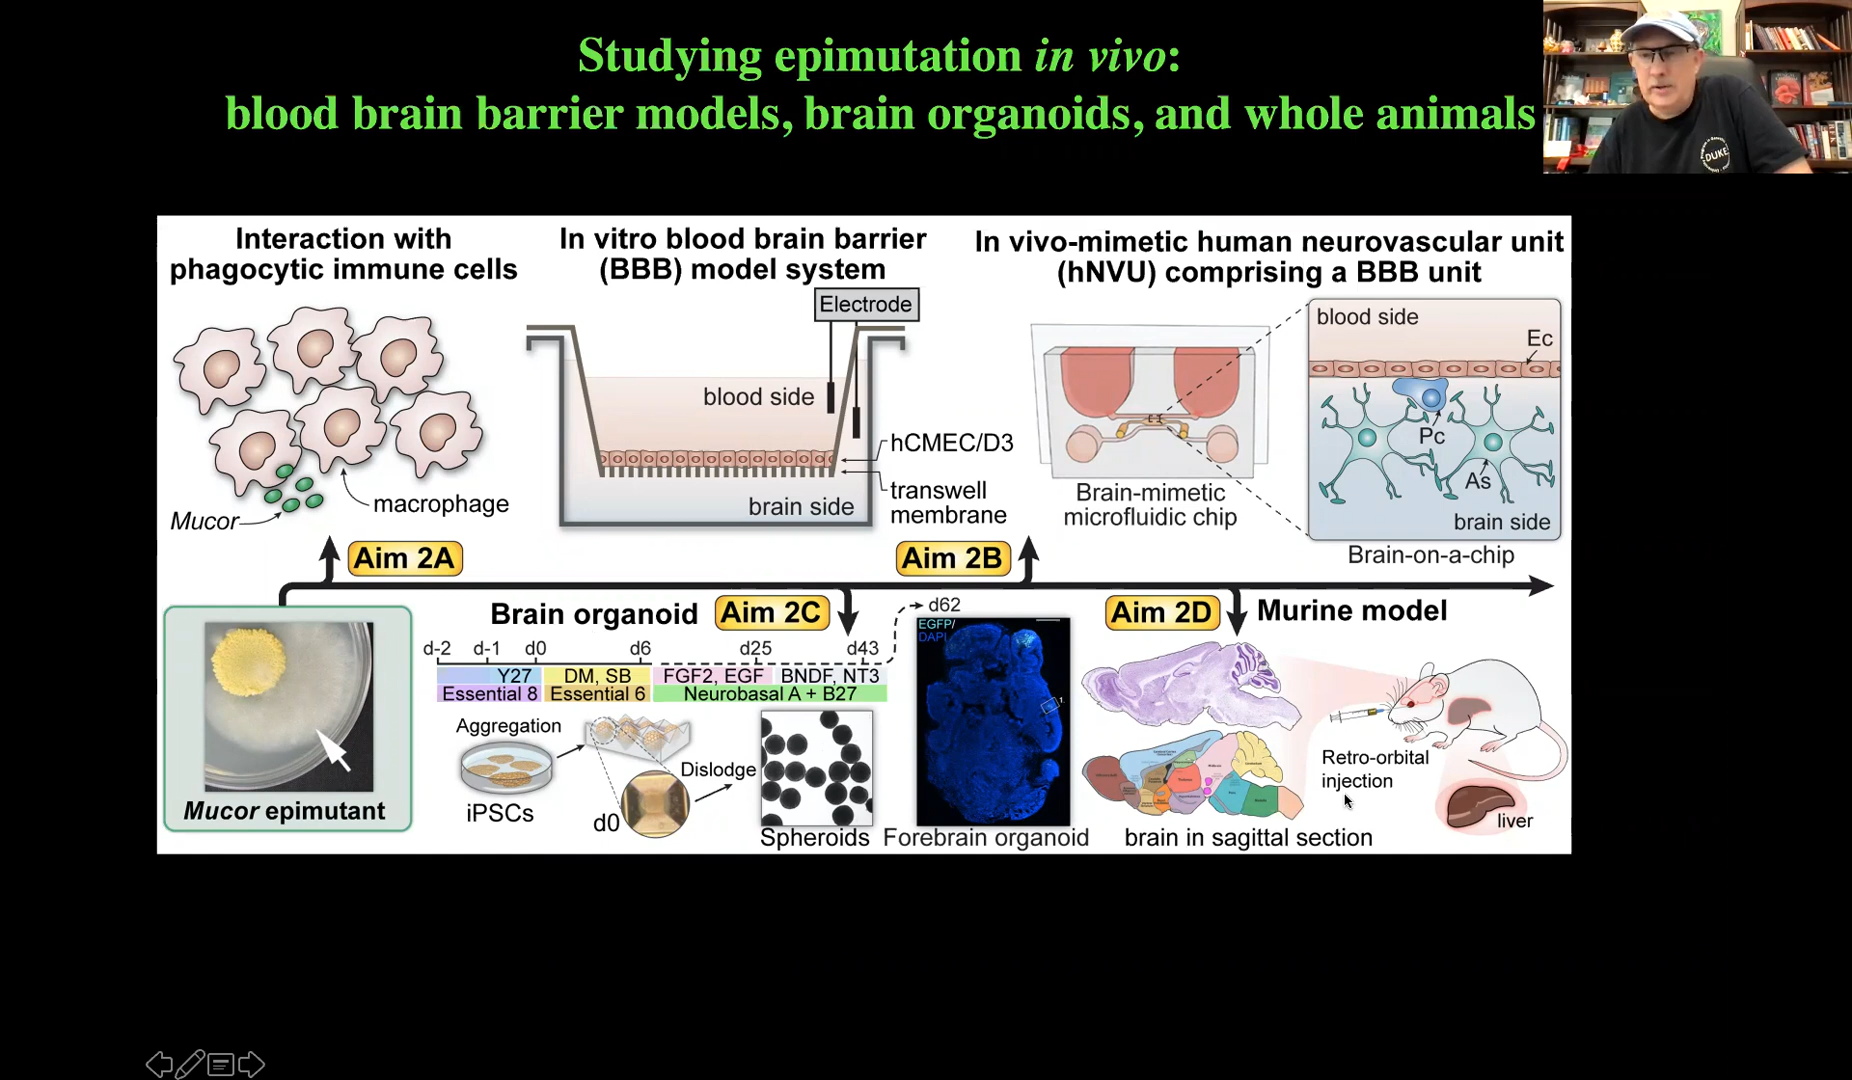 Studying epimutation in vivo:
blood brain barrier models, brain organoids, and whole animals
DUKE
Interaction with
phagocytic immune cells
Mucor
macrophage
In vitro blood brain barrier
(BBB) model system
Electrode
blood side
hCMEC/D3
transwell
membrane
brain side
In vivo-mimetic human neurovascular unit
(hNVU) comprising a BBB unit
Brain-mimetic
microfluidic chip
blood side
Ec
Pc
As
brain side
Brain-on-a-chip
Aim 2A
Aim 2B
Mucor epimutant
Brain organoid
Aim 2C
d62
d-2 d-1 d0 d6 d25 d43
Y27 DM, SB FGF2, EGF BNDF, NT3
Essential 8 Essential 6 Neurobasal A + B27
Aggregation
iPSCs
d0
Dislodge
Spheroids
EGFP/
DAPI
1
Forebrain organoid
Aim 2D
Murine model
Retro-orbital
injection
liver
brain in sagittal section